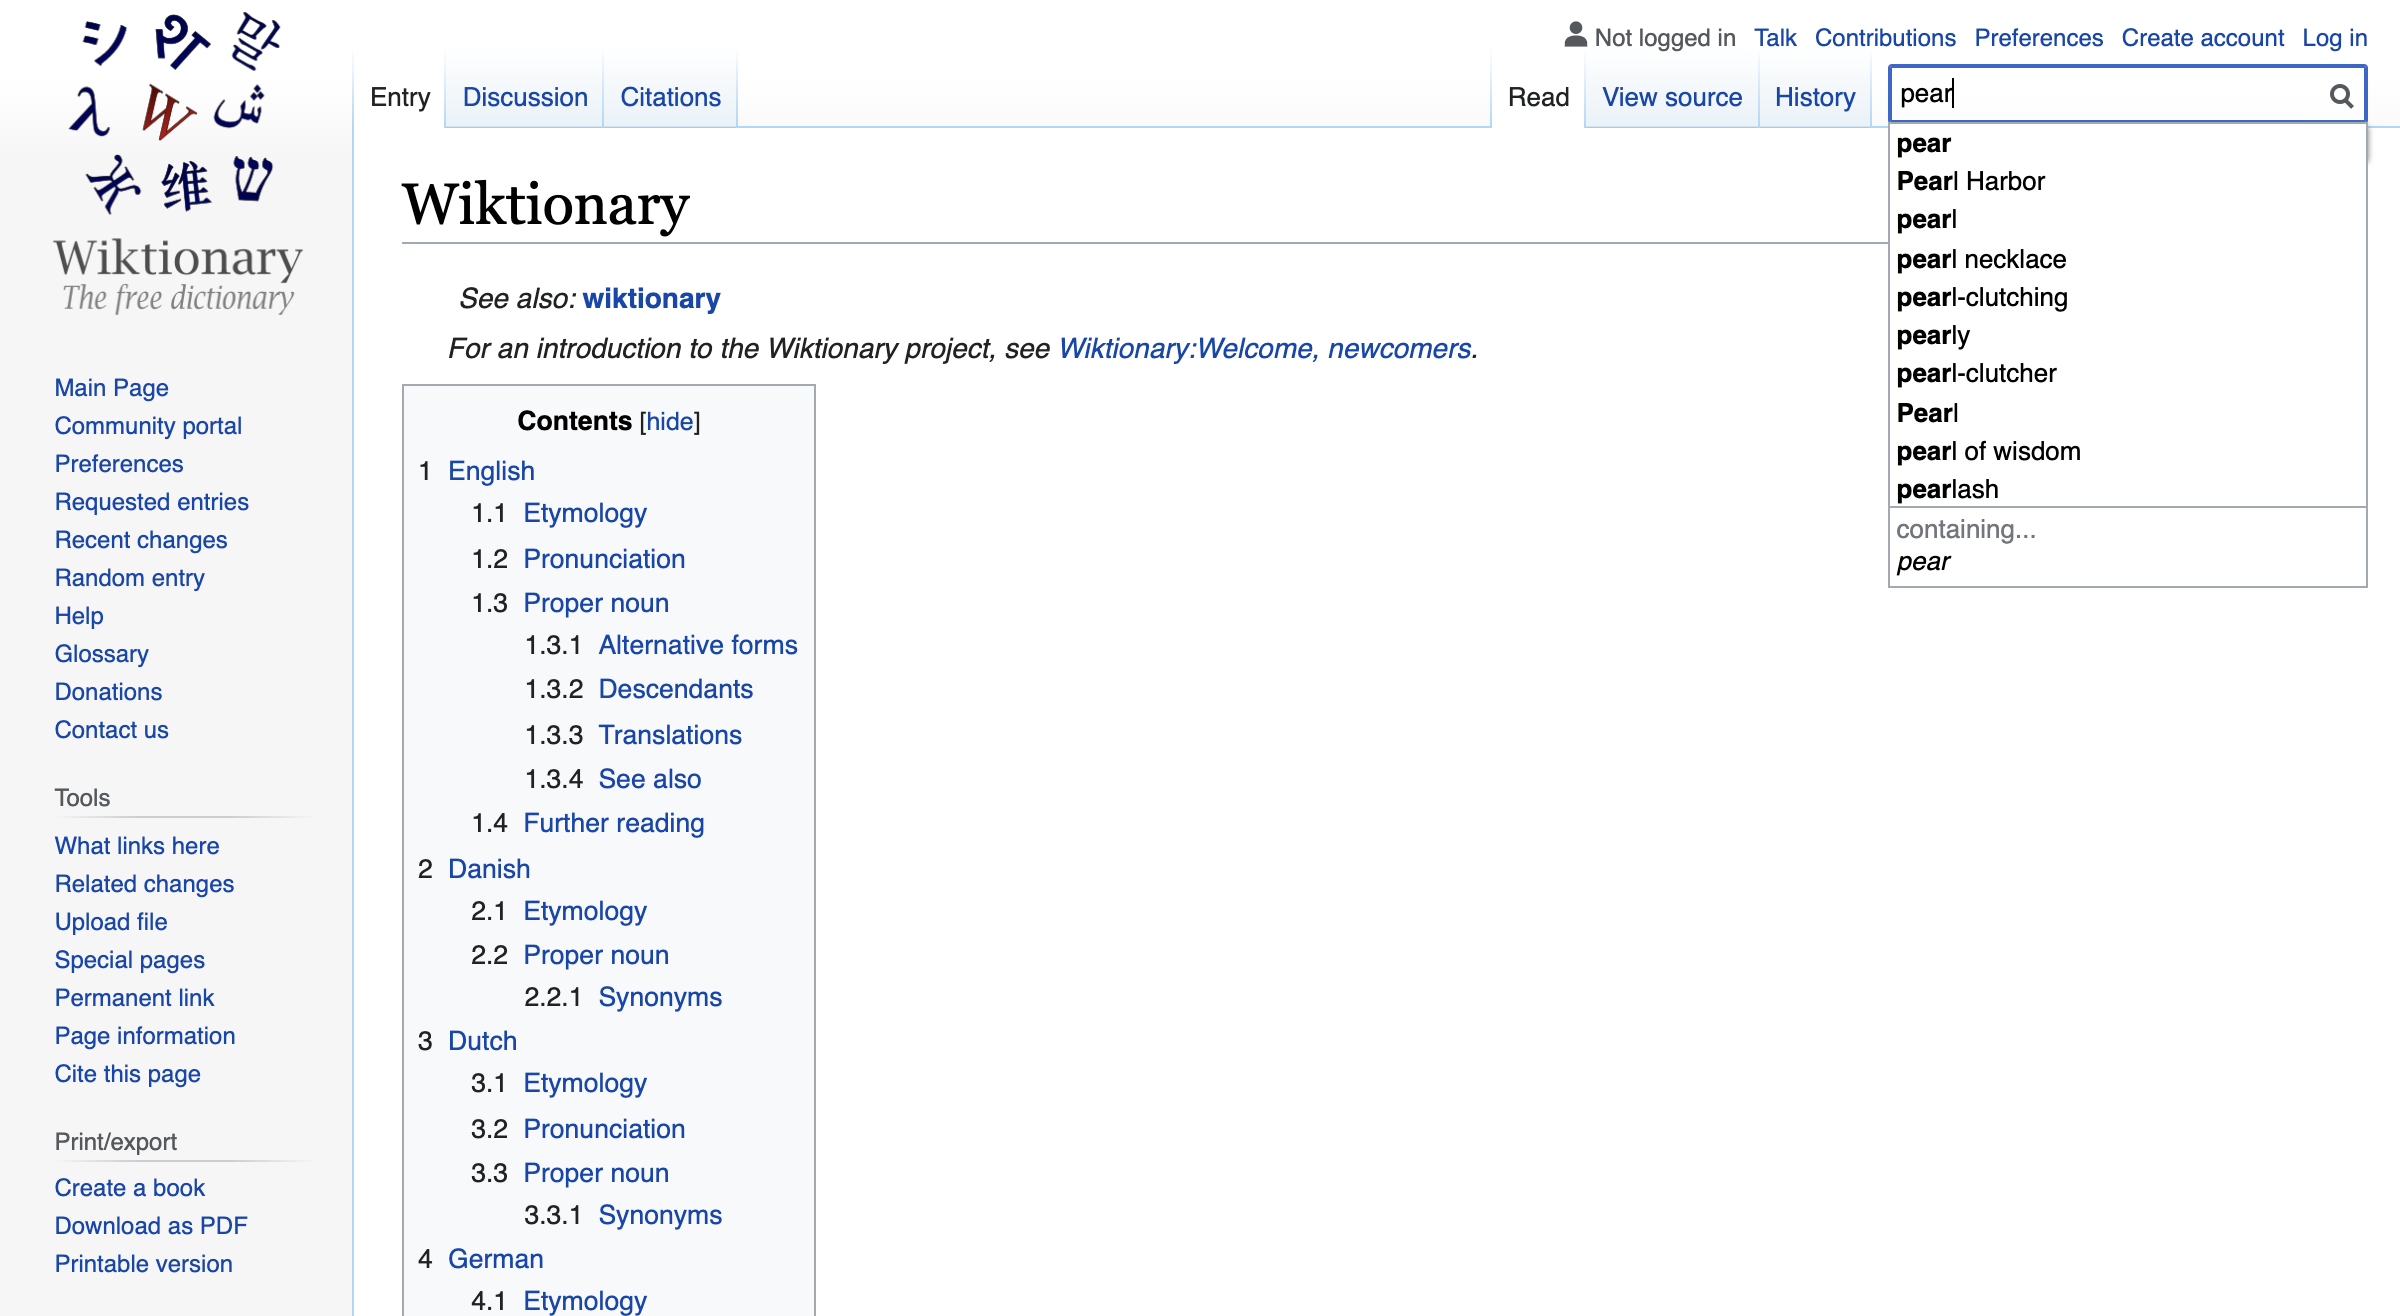 シ
말
λ W ش
维 ש
Wiktionary
The free dictionary
Main Page
Community portal
Preferences
Requested entries
Recent changes
Random entry
Help
Glossary
Donations
Contact us
Tools
What links here
Related changes
Upload file
Special pages
Permanent link
Page information
Cite this page
Print/export
Create a book
Download as PDF
Printable version
Not logged in Talk Contributions Preferences Create account Log in
Entry Discussion Citations Read View source History
pear
pear
Pearl Harbor
pearl
pearl necklace
pearl-clutching
pearly
pearl-clutcher
Pearl
pearl of wisdom
pearlash
containing...
pear
Wiktionary
See also: wiktionary
For an introduction to the Wiktionary project, see Wiktionary:Welcome, newcomers.
Contents [hide]
1 English
1.1 Etymology
1.2 Pronunciation
1.3 Proper noun
1.3.1 Alternative forms
1.3.2 Descendants
1.3.3 Translations
1.3.4 See also
1.4 Further reading
2 Danish
2.1 Etymology
2.2 Proper noun
2.2.1 Synonyms
3 Dutch
3.1 Etymology
3.2 Pronunciation
3.3 Proper noun
3.3.1 Synonyms
4 German
4.1 Etymology